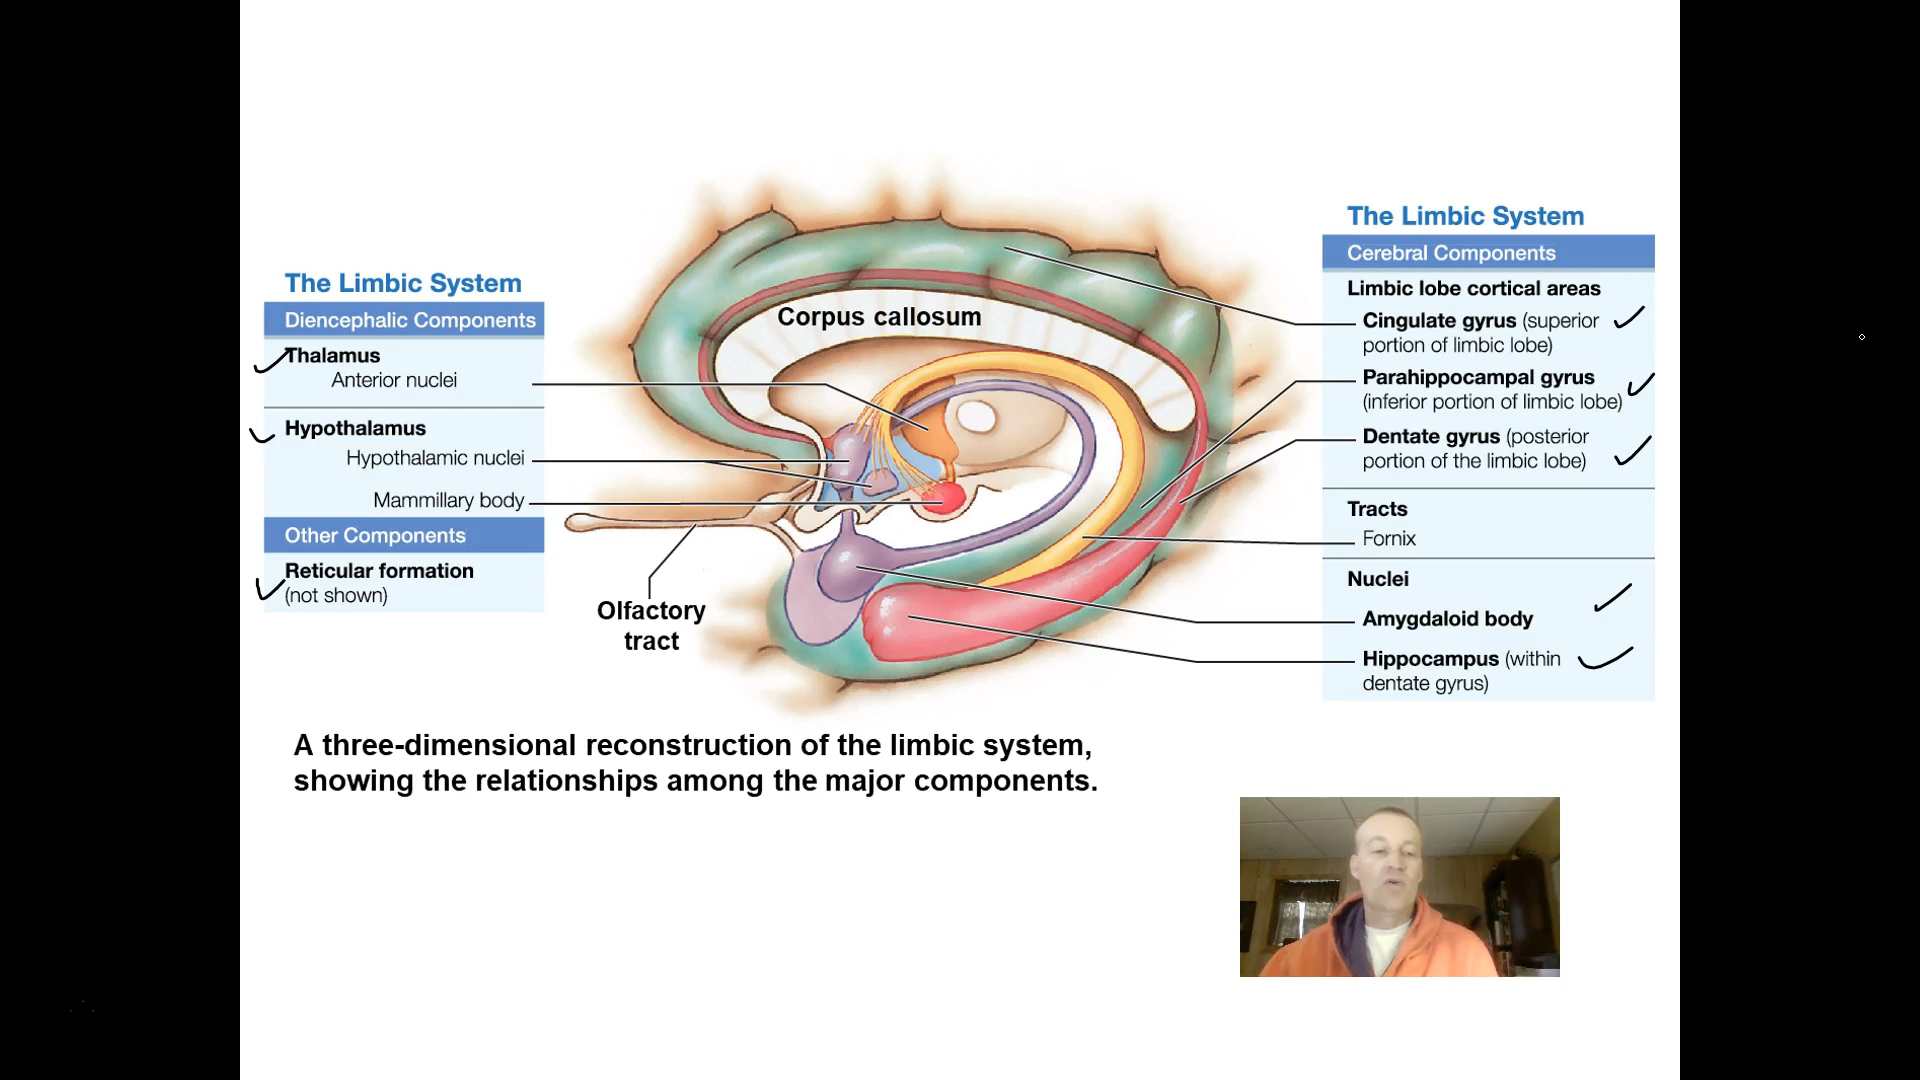 The Limbic System
Diencephalic Components
Thalamus
Anterior nuclei
Hypothalamus
Hypothalamic nuclei
Mammillary body
Other Components
Reticular formation
(not shown)
Corpus callosum
Olfactory
tract
The Limbic System
Cerebral Components
Limbic lobe cortical areas
Cingulate gyrus (superior
portion of limbic lobe)
Parahippocampal gyrus
(inferior portion of limbic lobe)
Dentate gyrus (posterior
portion of the limbic lobe)
Tracts
Fornix
Nuclei
Amygdaloid body
Hippocampus (within
dentate gyrus)
A three-dimensional reconstruction of the limbic system,
showing the relationships among the major components.